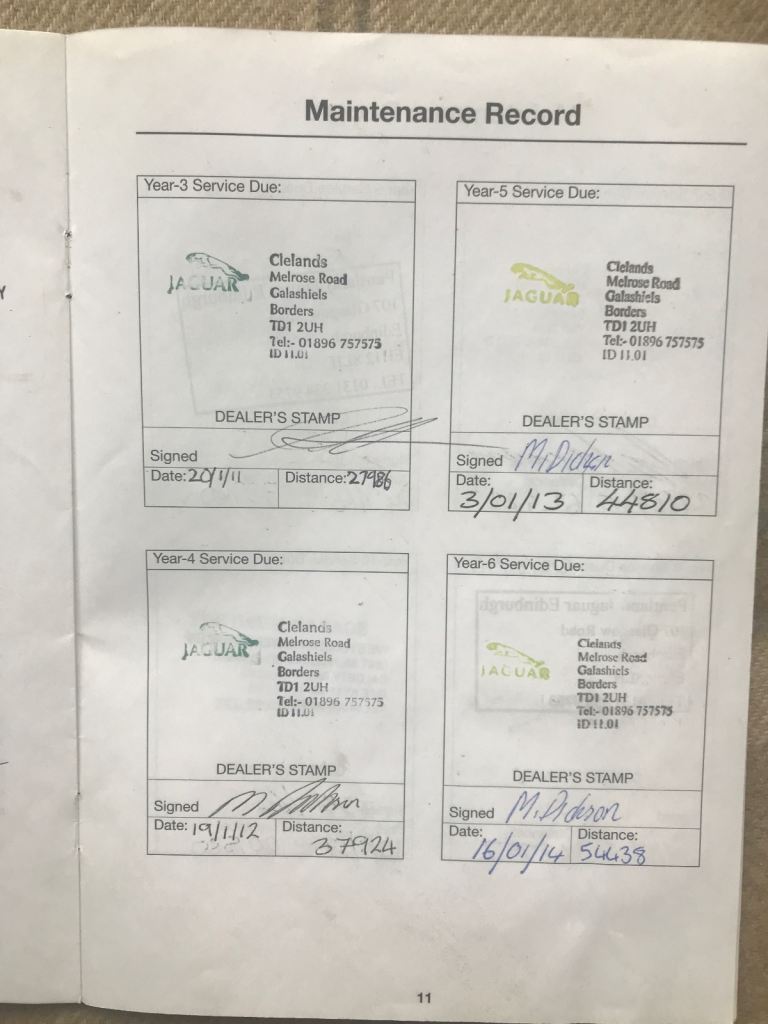 Maintenance Record
Year-3 Service Due:
JAGUAR
Clelands
Melrose Road
Galashiels
Borders
TD1 2UH
Tel:- 01896 757575
ID 11.01
DEALER'S STAMP
Signed
Date: 20/1/11 Distance: 27986
Year-5 Service Due:
JAGUAR
Clelands
Melrose Road
Galashiels
Borders
TD1 2UH
Tel:- 01896 757575
ID 11.01
DEALER'S STAMP
Signed M. Dickson
Date: Distance:
3/01/13 44810
Year-4 Service Due:
JAGUAR
Clelands
Melrose Road
Galashiels
Borders
TD1 2UH
Tel:- 01896 757575
ID 11.01
DEALER'S STAMP
Signed
Date: 19/1/12 Distance:
37924
Year-6 Service Due:
JAGUAR
Clelands
Melrose Road
Galashiels
Borders
TD1 2UH
Tel:- 01896 757575
ID 11.01
DEALER'S STAMP
Signed M. Dickson
Date: Distance:
16/01/14 54438
11